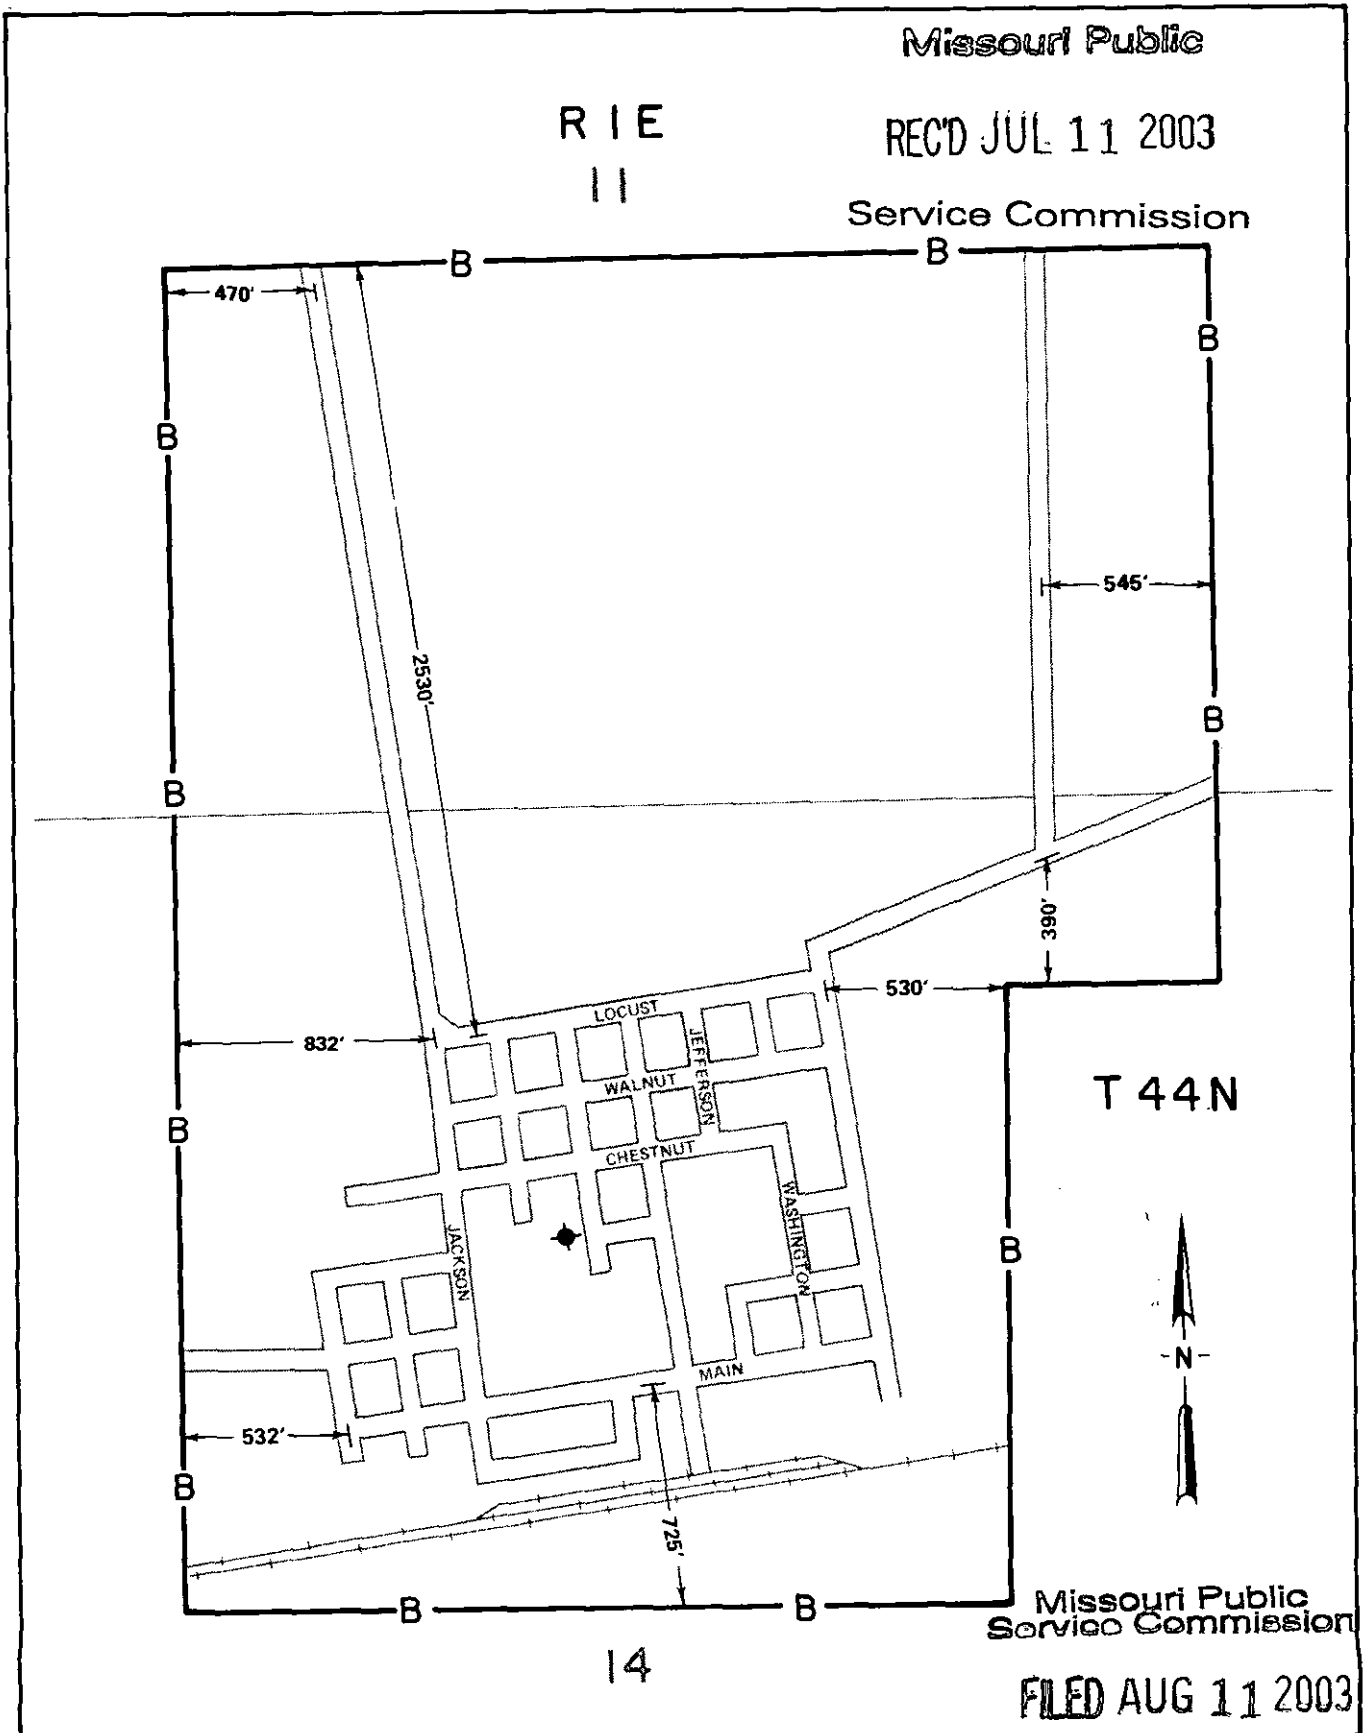 Missouri Public
R 1 E
REC'D JUL 11 2003
11
Service Commission
B
B
470'
B
B
545'
2530'
B
B
390'
530'
LOCUST
832'
JEFFERSON
WALNUT
T 44 N
B
CHESTNUT
WASHINGTON
JACKSON
B
N
MAIN
532'
B
725'
B
B
Missouri Public
Service Commission
14
FILED AUG 11 2003